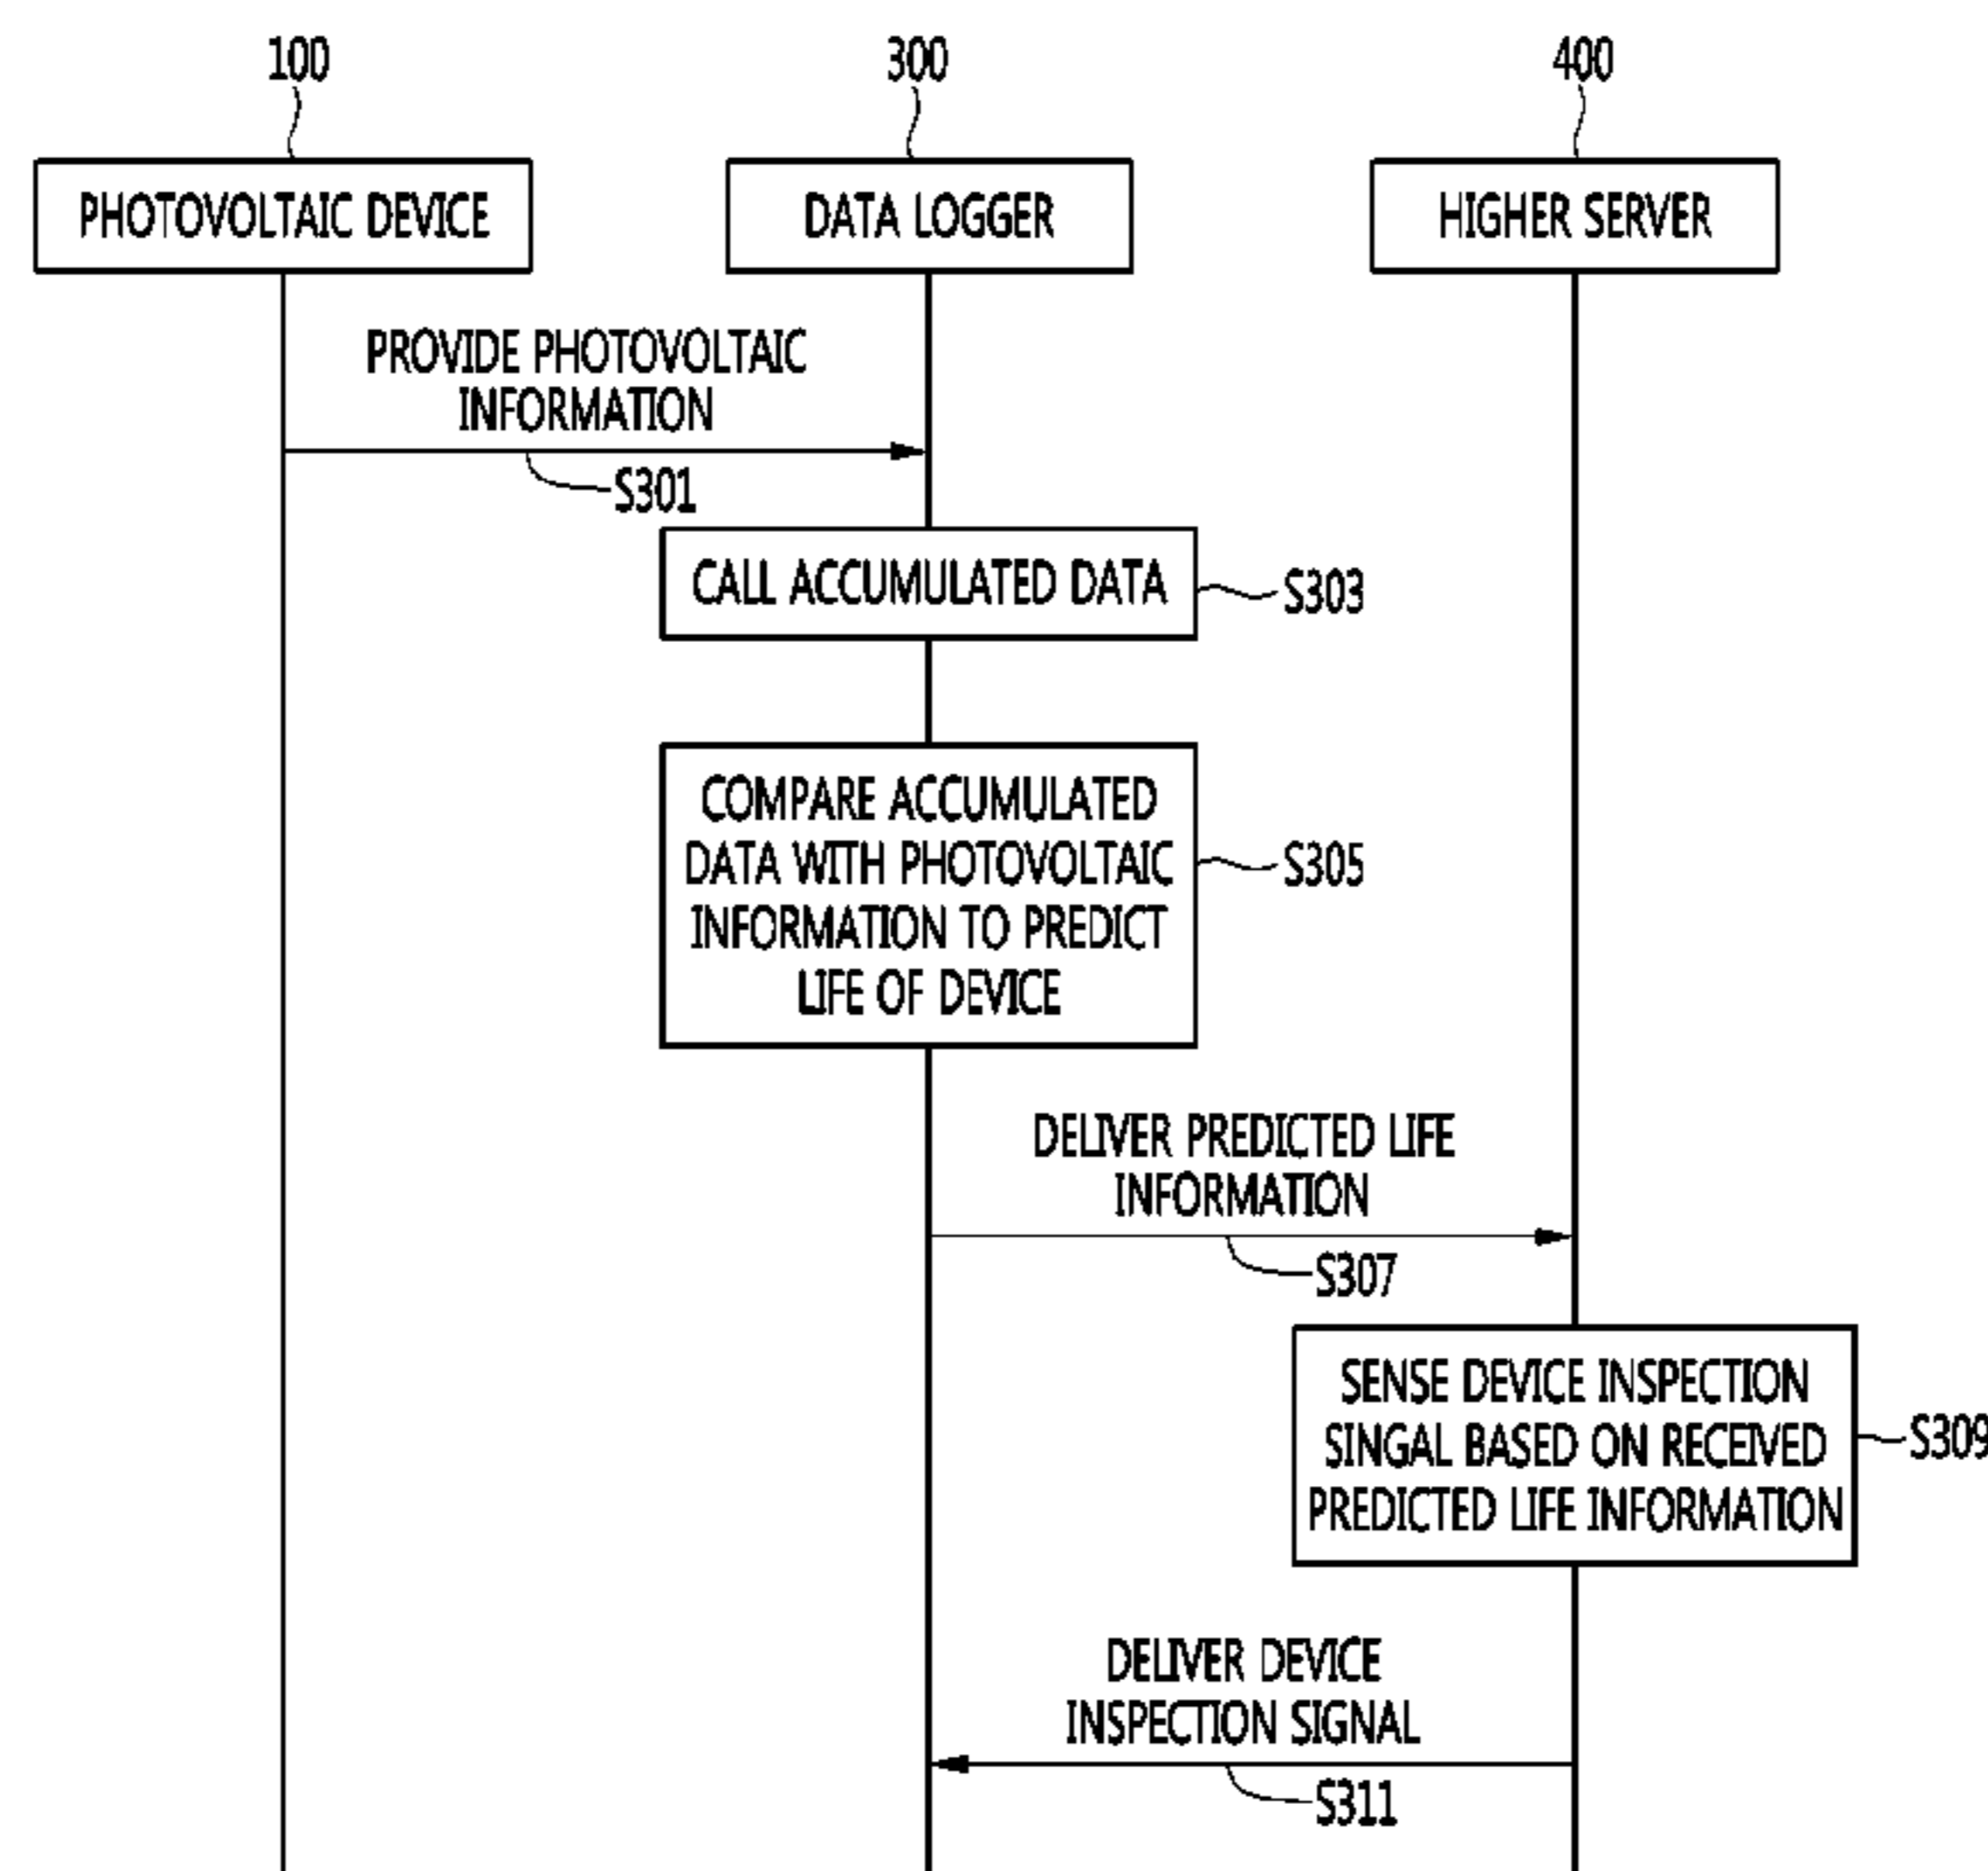 100
300
400
PHOTOVOLTAIC DEVICE
DATA LOGGER
HIGHER SERVER
PROVIDE PHOTOVOLTAIC
INFORMATION
S301
CALL ACCUMULATED DATA
S303
COMPARE ACCUMULATED
DATA WITH PHOTOVOLTAIC
INFORMATION TO PREDICT
LIFE OF DEVICE
S305
DELIVER PREDICTED LIFE
INFORMATION
S307
SENSE DEVICE INSPECTION
SINGAL BASED ON RECEIVED
PREDICTED LIFE INFORMATION
S309
DELIVER DEVICE
INSPECTION SIGNAL
S311